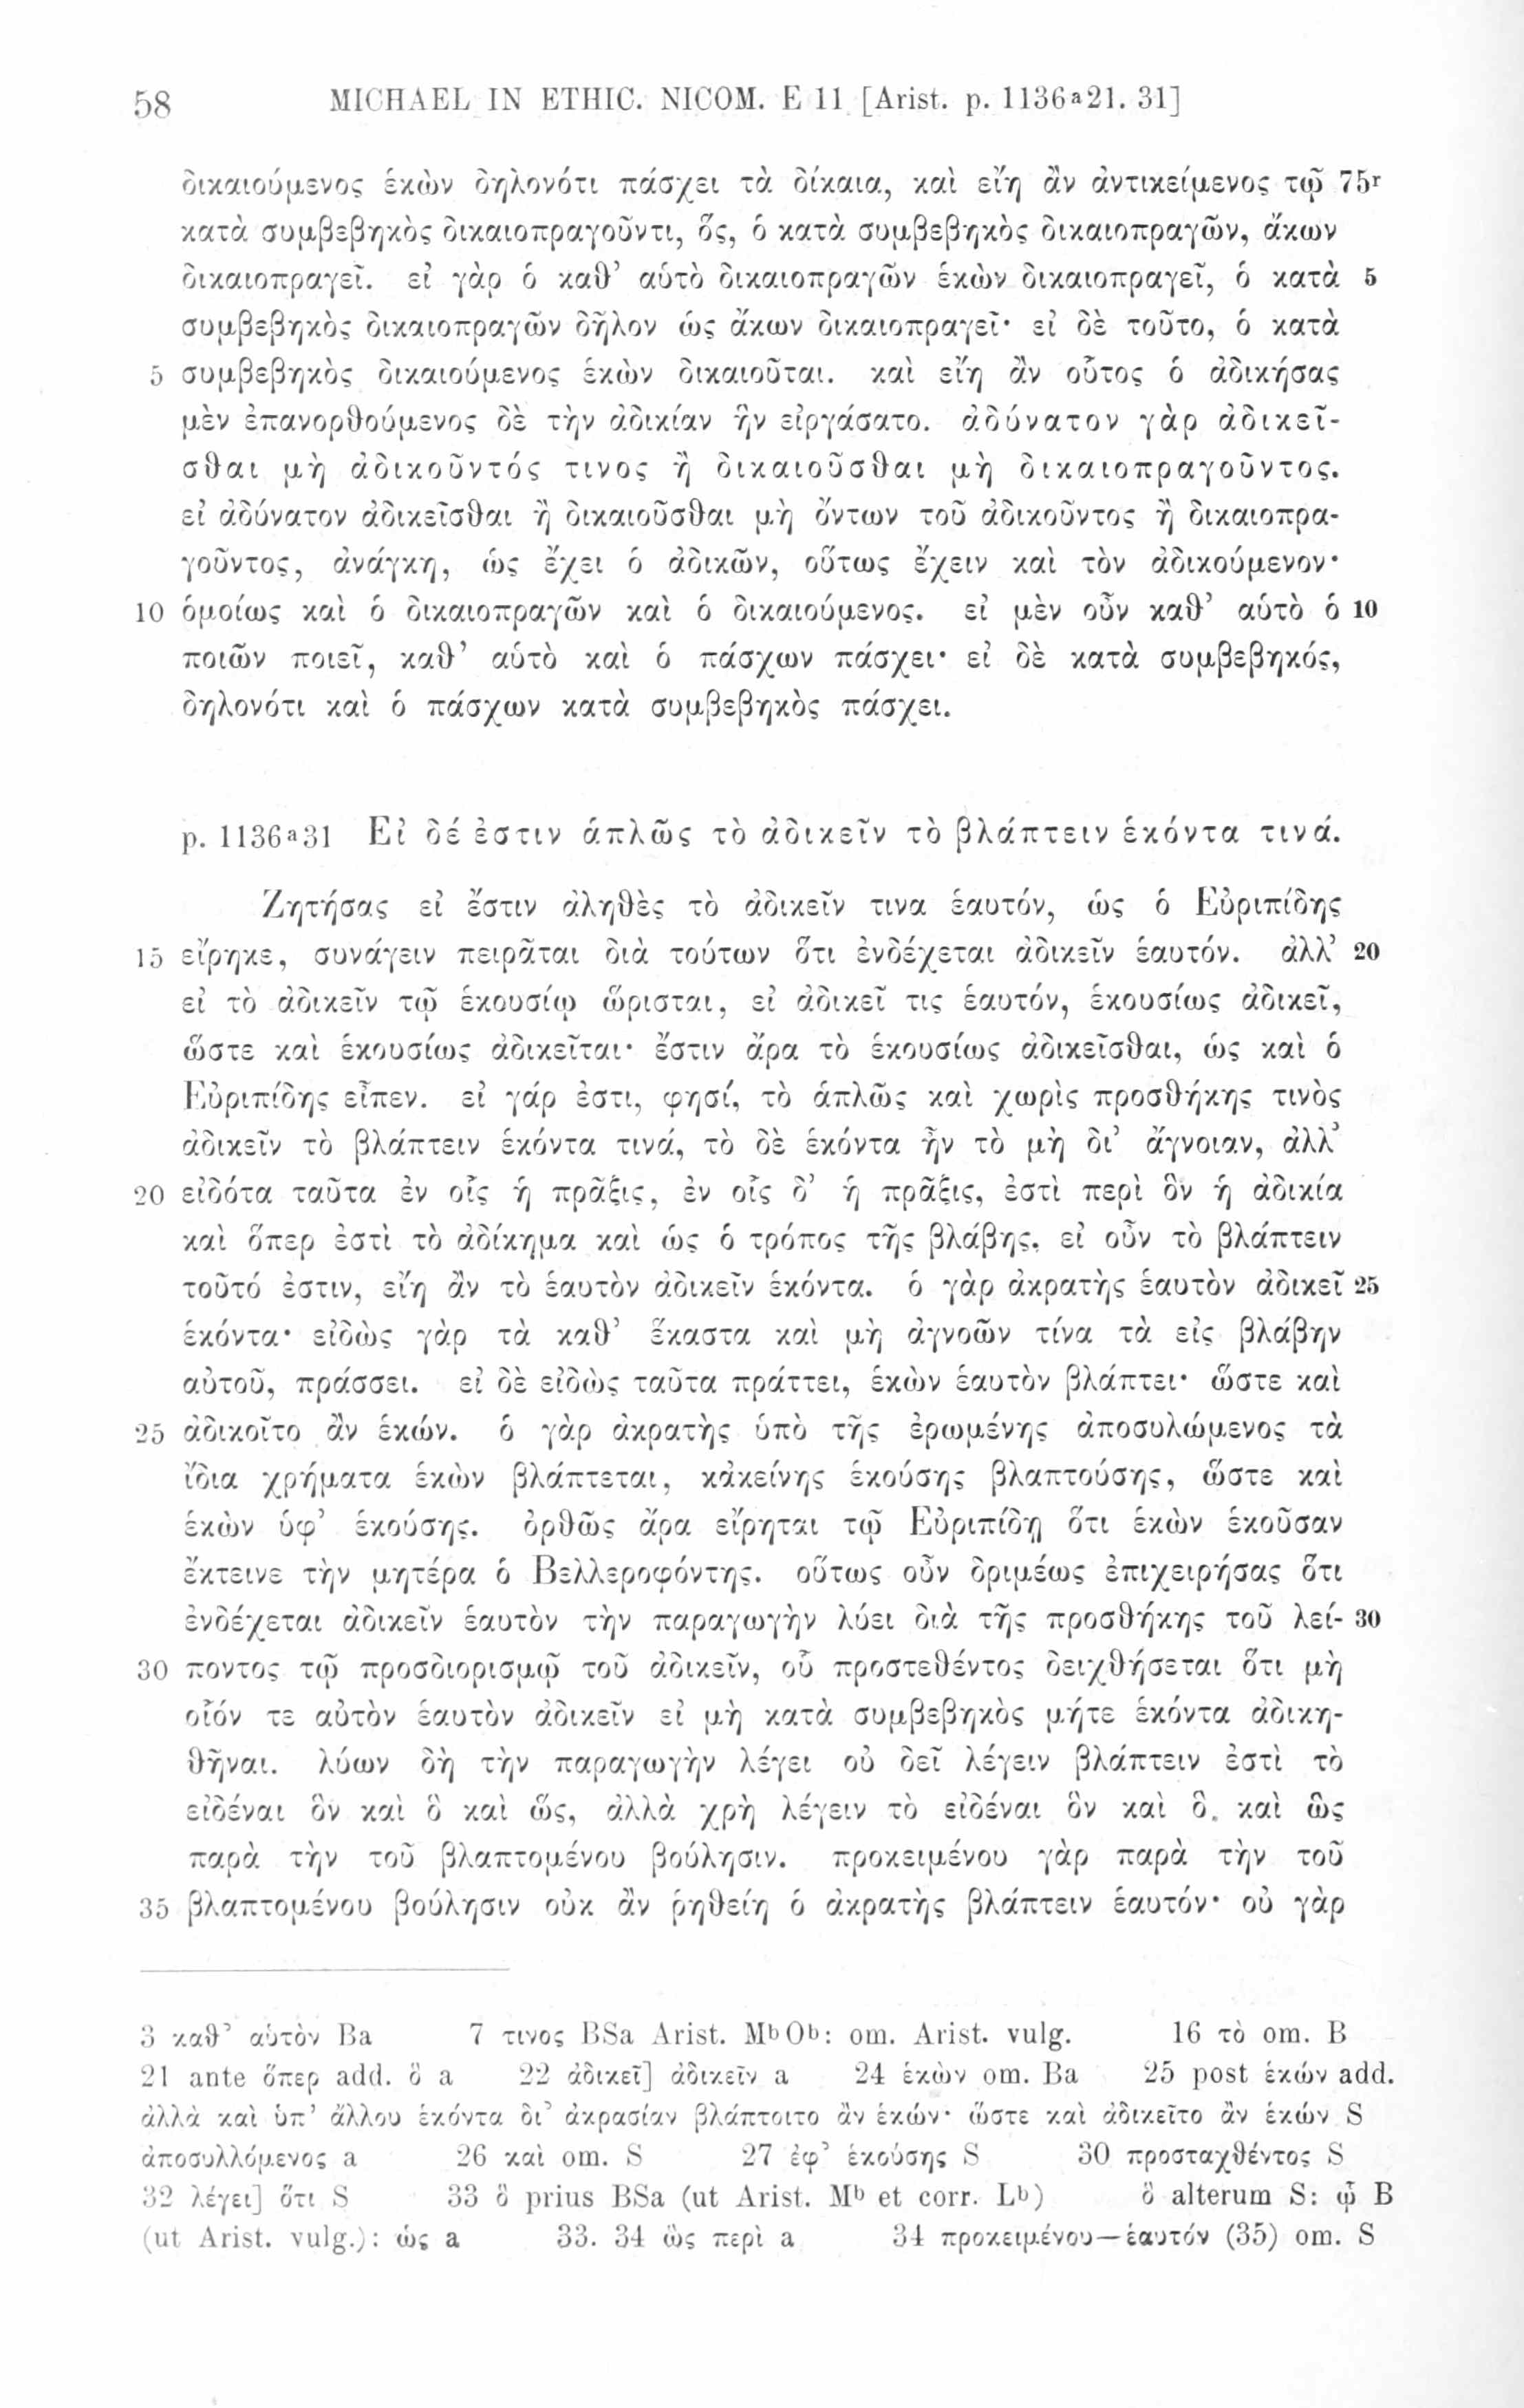 58 MICHAEL IN ETHIC. NICOM. E 11 [Arist. p. 1136ᵃ21. 31]
δικαιούμενος ἑκὼν δηλονότι πάσχει τὰ δίκαια, καὶ εἴη ἂν ἀντικείμενος τῷ 75ʳ
κατὰ συμβεβηκὸς δικαιοπραγοῦντι, ὅς, ὁ κατὰ συμβεβηκὸς δικαιοπραγῶν, ἄκων
δικαιοπραγεῖ. εἰ γὰρ ὁ καθ’ αὑτὸ δικαιοπραγῶν ἑκὼν δικαιοπραγεῖ, ὁ κατὰ 5
συμβεβηκὸς δικαιοπραγῶν δῆλον ὡς ἄκων δικαιοπραγεῖ· εἰ δὲ τοῦτο, ὁ κατὰ
5 συμβεβηκὸς δικαιούμενος ἑκὼν δικαιοῦται. καὶ εἴη ἂν οὗτος ὁ ἀδικήσας
μὲν ἐπανορθούμενος δὲ τὴν ἀδικίαν ἣν εἰργάσατο. ἀδύνατον γὰρ ἀδικεῖ-
σθαι μὴ ἀδικοῦντός τινος ἢ δικαιοῦσθαι μὴ δικαιοπραγοῦντος.
εἰ ἀδύνατον ἀδικεῖσθαι ἢ δικαιοῦσθαι μὴ ὄντων τοῦ ἀδικοῦντος ἢ δικαιοπρα-
γοῦντος, ἀνάγκη, ὡς ἔχει ὁ ἀδικῶν, οὕτως ἔχειν καὶ τὸν ἀδικούμενον·
10 ὁμοίως καὶ ὁ δικαιοπραγῶν καὶ ὁ δικαιούμενος. εἰ μὲν οὖν καθ’ αὑτὸ ὁ 10
ποιῶν ποιεῖ, καθ’ αὑτὸ καὶ ὁ πάσχων πάσχει· εἰ δὲ κατὰ συμβεβηκός,
δηλονότι καὶ ὁ πάσχων κατὰ συμβεβηκὸς πάσχει.
p. 1136ᵃ31 Εἰ δέ ἐστιν ἁπλῶς τὸ ἀδικεῖν τὸ βλάπτειν ἑκόντα τινά.
Ζητήσας εἰ ἔστιν ἀληθὲς τὸ ἀδικεῖν τινα ἑαυτόν, ὡς ὁ Εὐριπίδης
15 εἴρηκε, συνάγειν πειρᾶται διὰ τούτων ὅτι ἐνδέχεται ἀδικεῖν ἑαυτόν. ἀλλ’ 20
εἰ τὸ ἀδικεῖν τῷ ἑκουσίῳ ὥρισται, εἰ ἀδικεῖ τις ἑαυτόν, ἑκουσίως ἀδικεῖ,
ὥστε καὶ ἑκουσίως ἀδικεῖται· ἔστιν ἄρα τὸ ἑκουσίως ἀδικεῖσθαι, ὡς καὶ ὁ
Εὐριπίδης εἶπεν. εἰ γάρ ἐστι, φησί, τὸ ἁπλῶς καὶ χωρὶς προσθήκης τινὸς
ἀδικεῖν τὸ βλάπτειν ἑκόντα τινά, τὸ δὲ ἑκόντα ἦν τὸ μὴ δι’ ἄγνοιαν, ἀλλ’
20 εἰδότα ταῦτα ἐν οἷς ἡ πρᾶξις, ἐν οἷς δ’ ἡ πρᾶξις, ἐστὶ περὶ ὃν ἡ ἀδικία
καὶ ὅπερ ἐστὶ τὸ ἀδίκημα καὶ ὡς ὁ τρόπος τῆς βλάβης, εἰ οὖν τὸ βλάπτειν
τοῦτό ἐστιν, εἴη ἂν τὸ ἑαυτὸν ἀδικεῖν ἑκόντα. ὁ γὰρ ἀκρατὴς ἑαυτὸν ἀδικεῖ 25
ἑκόντα· εἰδὼς γὰρ τὰ καθ’ ἕκαστα καὶ μὴ ἀγνοῶν τίνα τὰ εἰς βλάβην
αὐτοῦ, πράσσει. εἰ δὲ εἰδὼς ταῦτα πράττει, ἑκὼν ἑαυτὸν βλάπτει· ὥστε καὶ
25 ἀδικοῖτο ἂν ἑκών. ὁ γὰρ ἀκρατὴς ὑπὸ τῆς ἐρωμένης ἀποσυλώμενος τὰ
ἴδια χρήματα ἑκὼν βλάπτεται, κἀκείνης ἑκούσης βλαπτούσης, ὥστε καὶ
ἑκὼν ὑφ’ ἑκούσης. ὀρθῶς ἄρα εἴρηται τῷ Εὐριπίδῃ ὅτι ἑκὼν ἑκοῦσαν
ἔκτεινε τὴν μητέρα ὁ Βελλεροφόντης. οὕτως οὖν δριμέως ἐπιχειρήσας ὅτι
ἐνδέχεται ἀδικεῖν ἑαυτὸν τὴν παραγωγὴν λύει διὰ τῆς προσθήκης τοῦ λεί- 30
30 ποντος τῷ προσδιορισμῷ τοῦ ἀδικεῖν, οὗ προστεθέντος δειχθήσεται ὅτι μὴ
οἷόν τε αὐτὸν ἑαυτὸν ἀδικεῖν εἰ μὴ κατὰ συμβεβηκὸς μήτε ἑκόντα ἀδικη-
θῆναι. λύων δὴ τὴν παραγωγὴν λέγει οὐ δεῖ λέγειν βλάπτειν ἐστὶ τὸ
εἰδέναι ὃν καὶ ὃ καὶ ὥς, ἀλλὰ χρὴ λέγειν τὸ εἰδέναι ὃν καὶ ὃ. καὶ ὣς
παρὰ τὴν τοῦ βλαπτομένου βούλησιν. προκειμένου γὰρ παρὰ τὴν τοῦ
35 βλαπτομένου βούλησιν οὐκ ἂν ῥηθείη ὁ ἀκρατὴς βλάπτειν ἑαυτόν· οὐ γὰρ
3 καθ’ αὑτὸν Ba 7 τινος BSa Arist. MᵇOᵇ: om. Arist. vulg. 16 τὸ om. B
21 ante ὅπερ add. ὃ a 22 ἀδικεῖ] ἀδικεῖν a 24 ἑκὼν om. Ba 25 post ἑκών add.
ἀλλὰ καὶ ὑπ’ ἄλλου ἑκόντα δι’ ἀκρασίαν βλάπτοιτο ἂν ἑκών· ὥστε καὶ ἀδικεῖτο ἂν ἑκών S
ἀποσυλλόμενος a 26 καὶ om. S 27 ἐφ’ ἑκούσης S 30 προσταχθέντος S
32 λέγει] ὅτι S 33 ὃ prius BSa (ut Arist. Mᵇ et corr. Lᵇ) ὃ alterum S: ᾧ B
(ut Arist. vulg.): ὡς a 33. 34 ὣς περὶ a 34 προκειμένου—ἑαυτόν (35) om. S